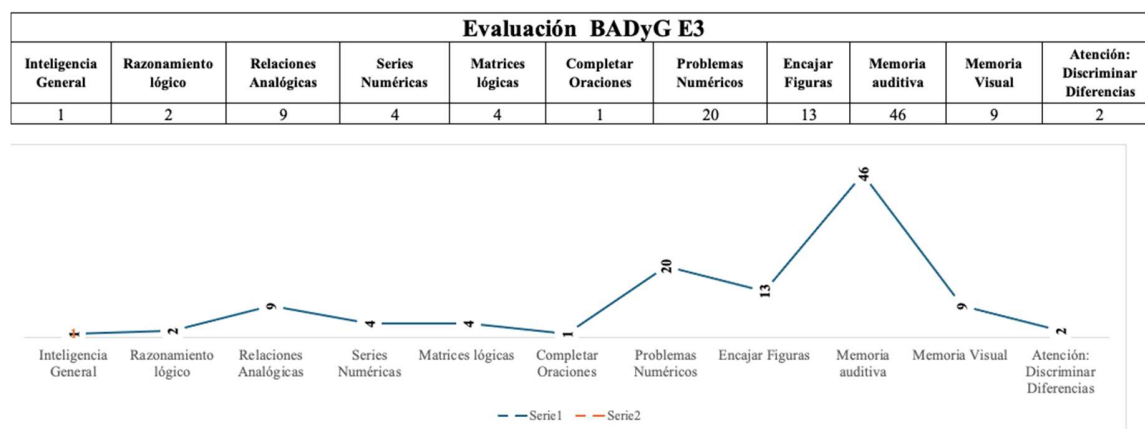 Evaluación BADyG E3
Inteligencia General
Razonamiento lógico
Relaciones Analógicas
Series Numéricas
Matrices lógicas
Completar Oraciones
Problemas Numéricos
Encajar Figuras
Memoria auditiva
Memoria Visual
Atención: Discriminar Diferencias
1 2 9 4 4 1 20 13 46 9 2
1
2
9
4
4
1
20
13
46
9
2
Inteligencia General
Razonamiento lógico
Relaciones Analógicas
Series Numéricas
Matrices lógicas
Completar Oraciones
Problemas Numéricos
Encajar Figuras
Memoria auditiva
Memoria Visual
Atención: Discriminar Diferencias
Serie1 Serie2